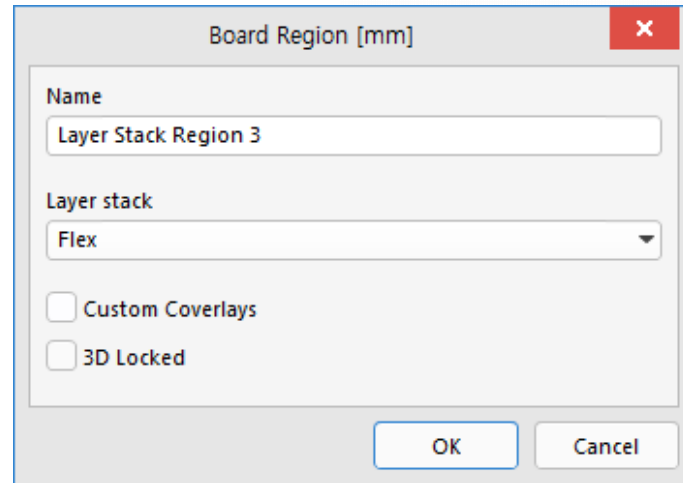 Board Region [mm]
Name
Layer Stack Region 3
Layer stack
Flex
Custom Coverlays
3D Locked
OK
Cancel